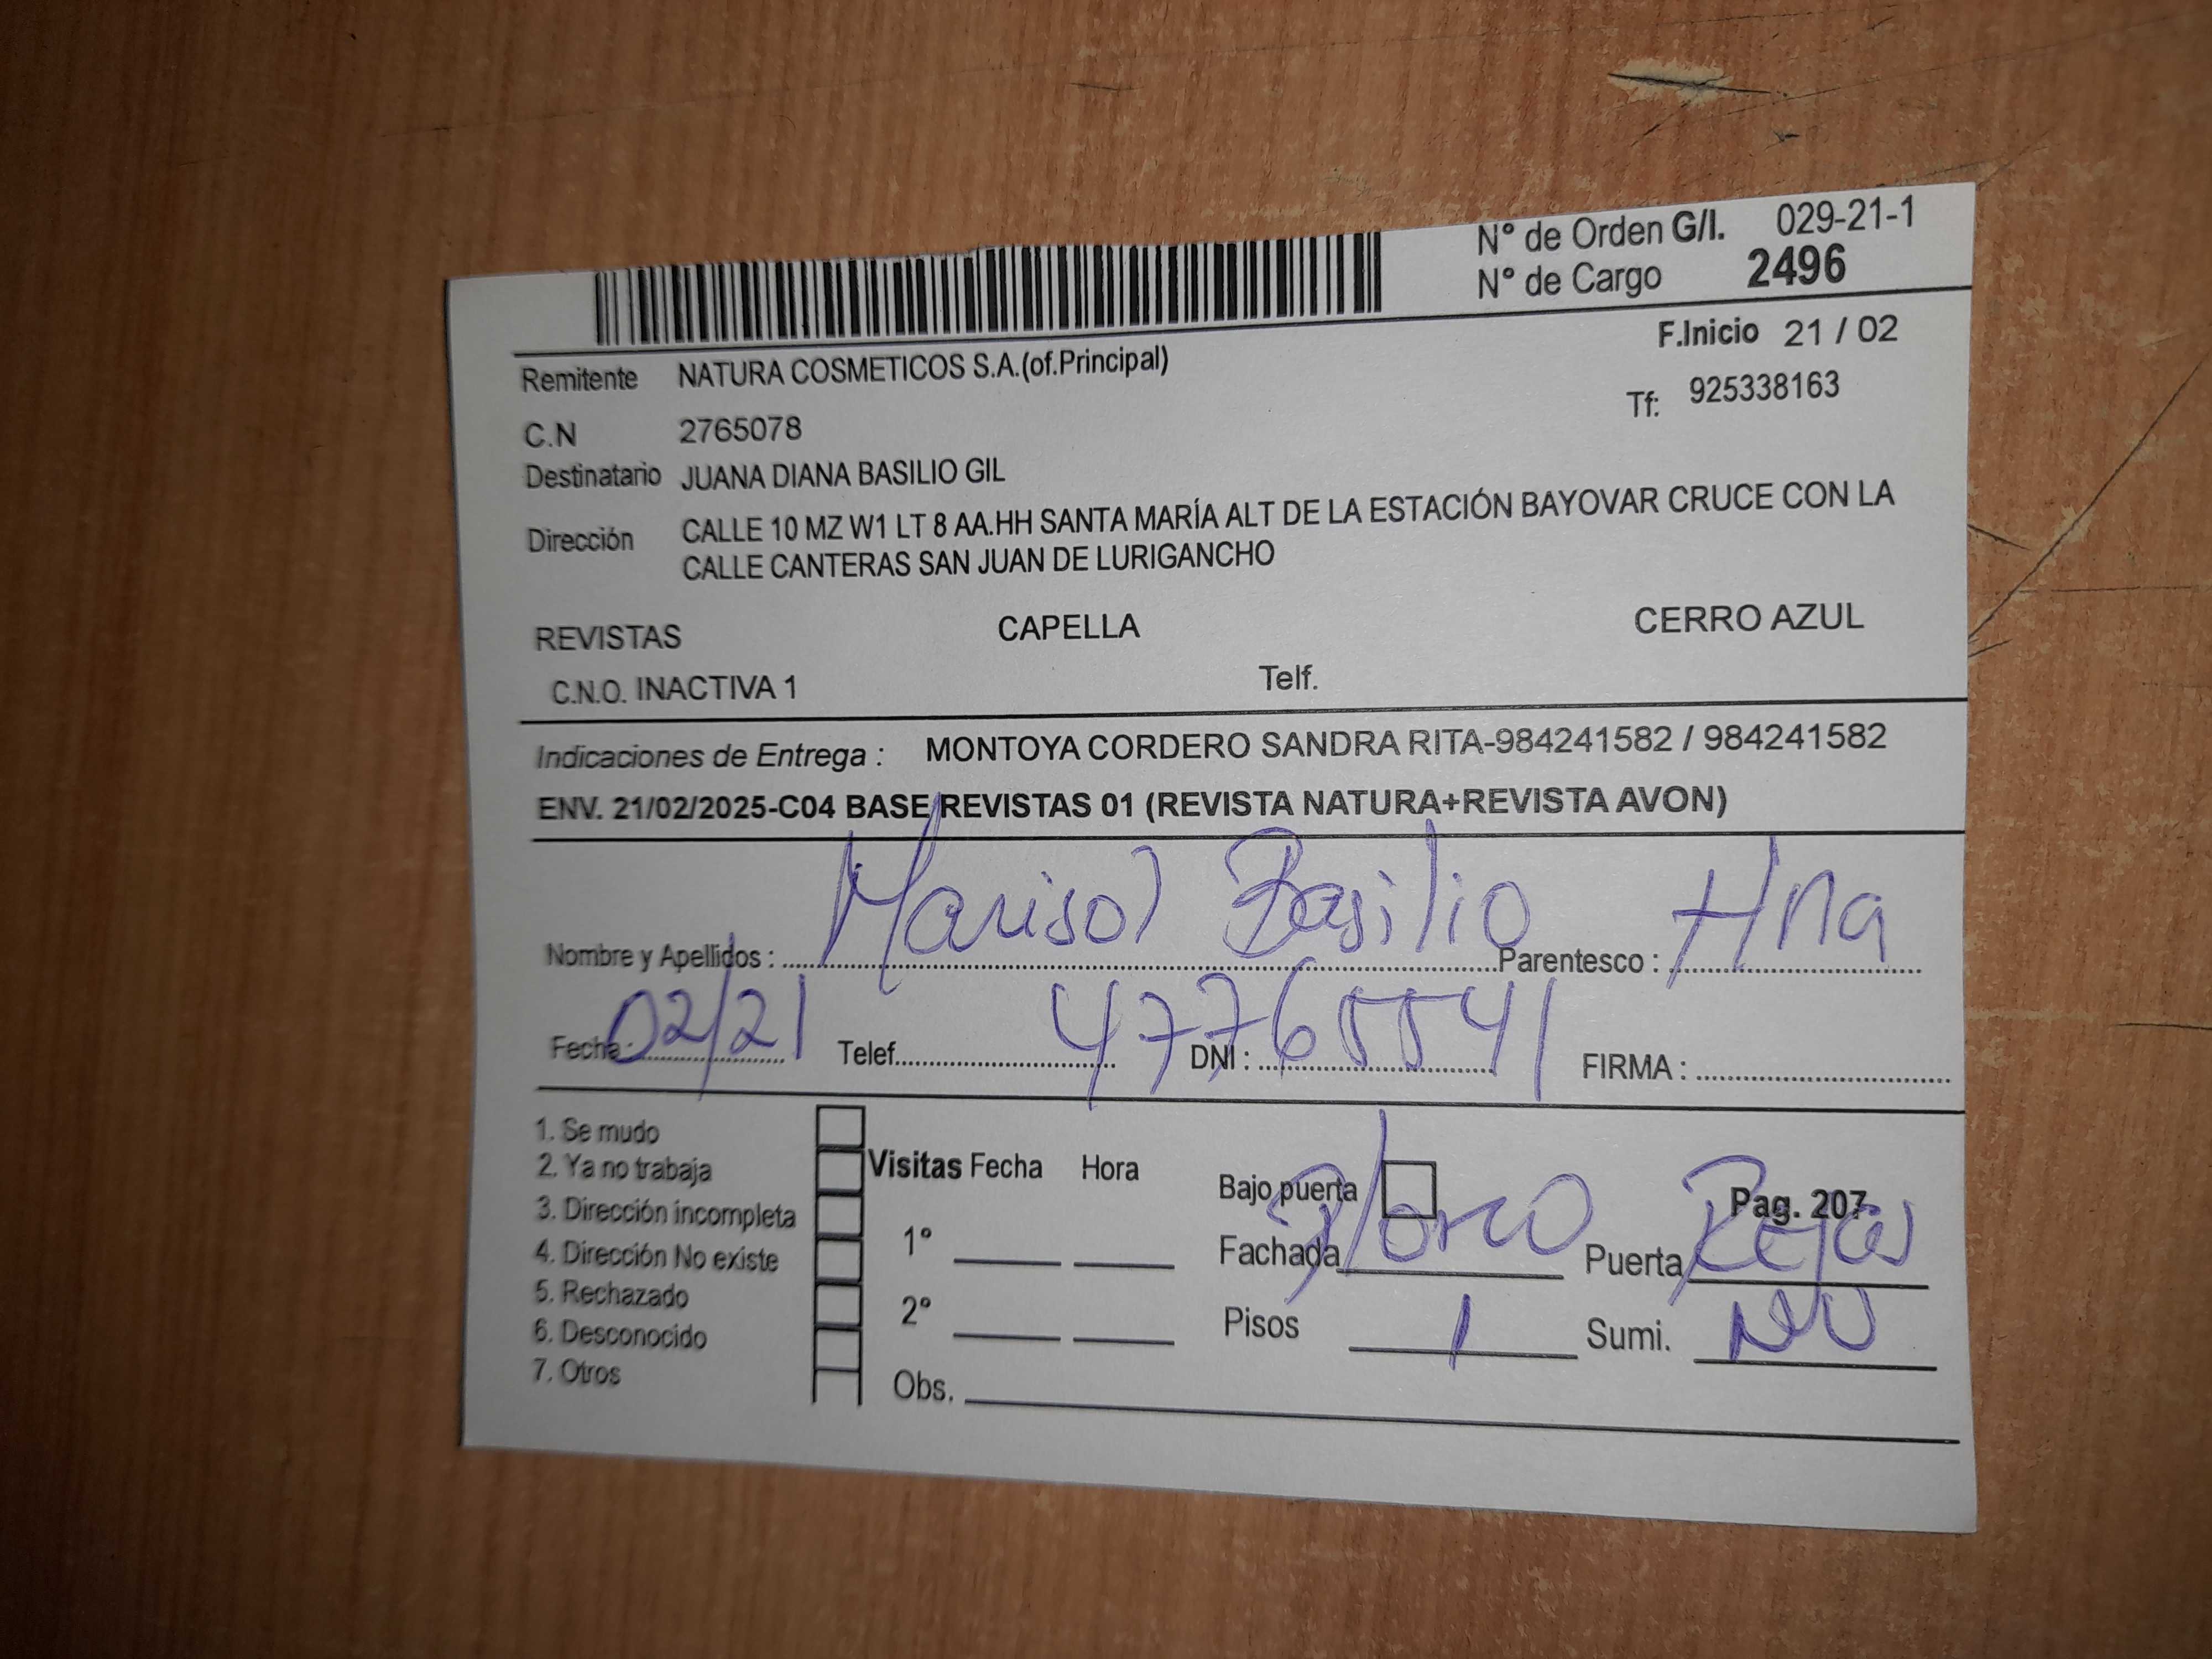 N° de Orden G/I. 029-21-1
N° de Cargo 2496
F.Inicio 21 / 02
Remitente NATURA COSMETICOS S.A.(of.Principal)
Tf: 925338163
C.N 2765078
Destinatario JUANA DIANA BASILIO GIL
Dirección CALLE 10 MZ W1 LT 8 AA.HH SANTA MARÍA ALT DE LA ESTACIÓN BAYOVAR CRUCE CON LA
CALLE CANTERAS SAN JUAN DE LURIGANCHO
REVISTAS CAPELLA CERRO AZUL
C.N.O. INACTIVA 1 Telf.
Indicaciones de Entrega : MONTOYA CORDERO SANDRA RITA-984241582 / 984241582
ENV. 21/02/2025-C04 BASE REVISTAS 01 (REVISTA NATURA+REVISTA AVON)
Nombre y Apellidos : Marisol Basilio Parentesco : Hna
Fecha : 02/21 Telef. DNI : 47765541 FIRMA :
1. Se mudo
2. Ya no trabaja
3. Dirección incompleta
4. Dirección No existe
5. Rechazado
6. Desconocido
7. Otros
Visitas Fecha Hora
1°
2°
Obs.
Bajo puerta Pag. 207
Fachada Puerta
Pisos 1 Sumi.